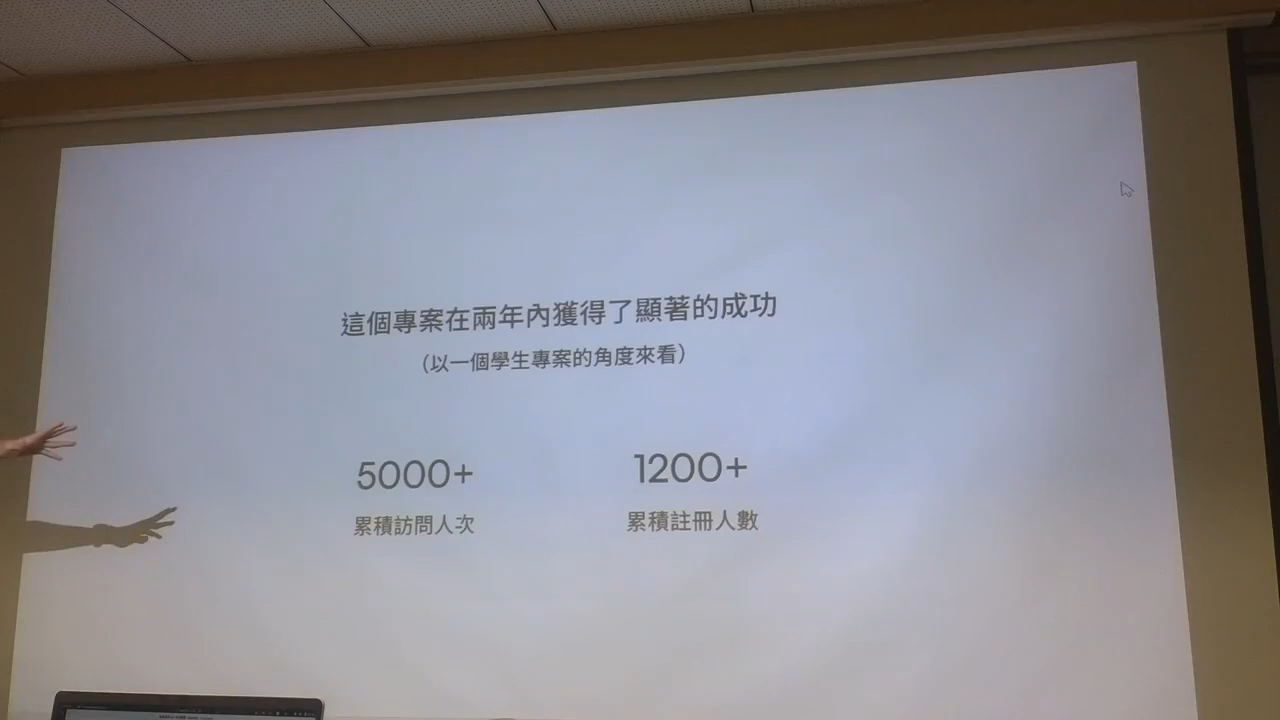 這個專案在兩年內獲得了顯著的成功
（以一個學生專案的角度來看）
5000+ 1200+
累積訪問人次 累積註冊人數